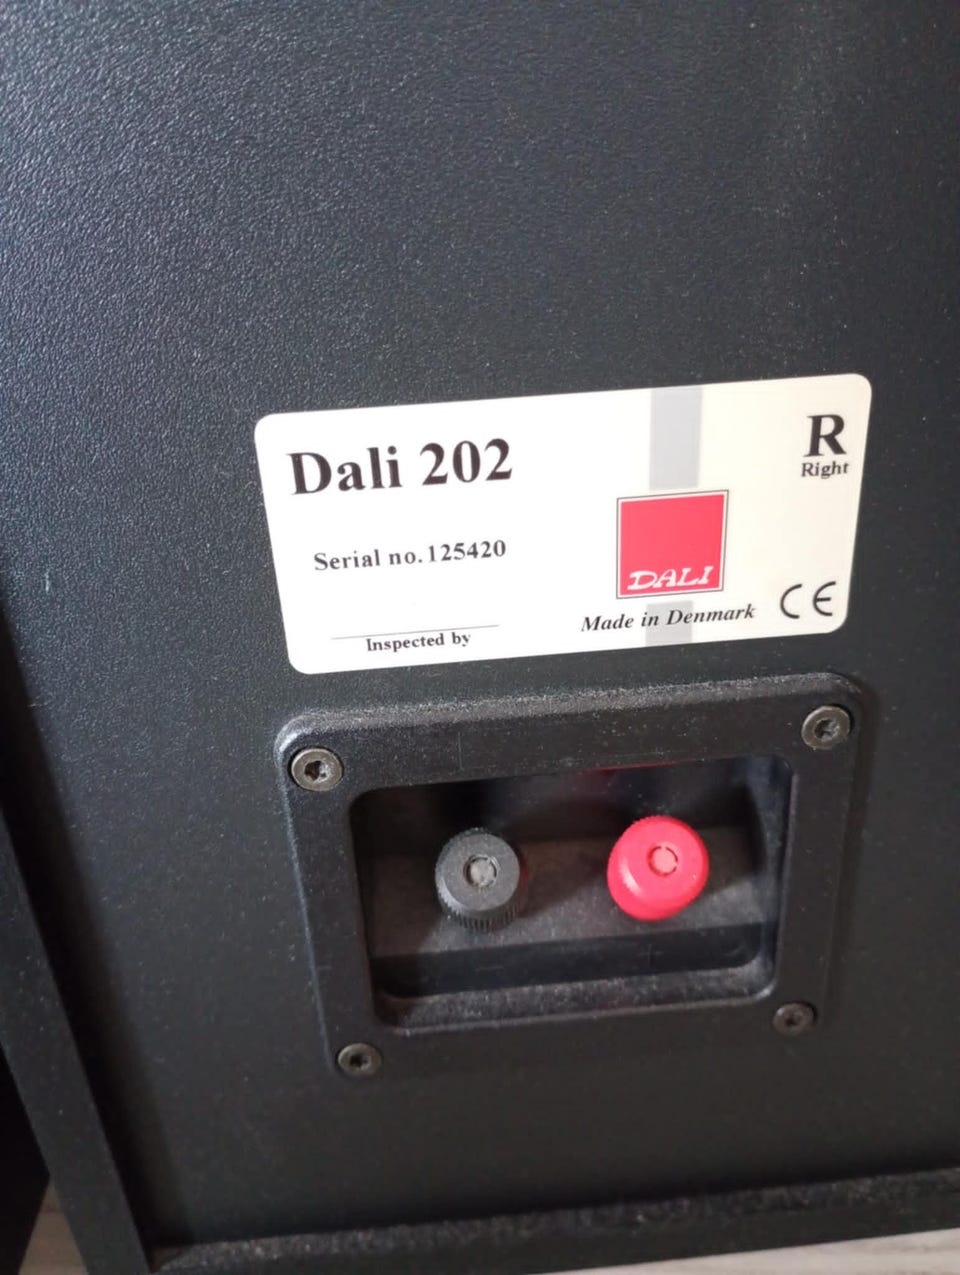 Dali 202
R
Right
Serial no. 125420
DALI
Inspected by
Made in Denmark
CE